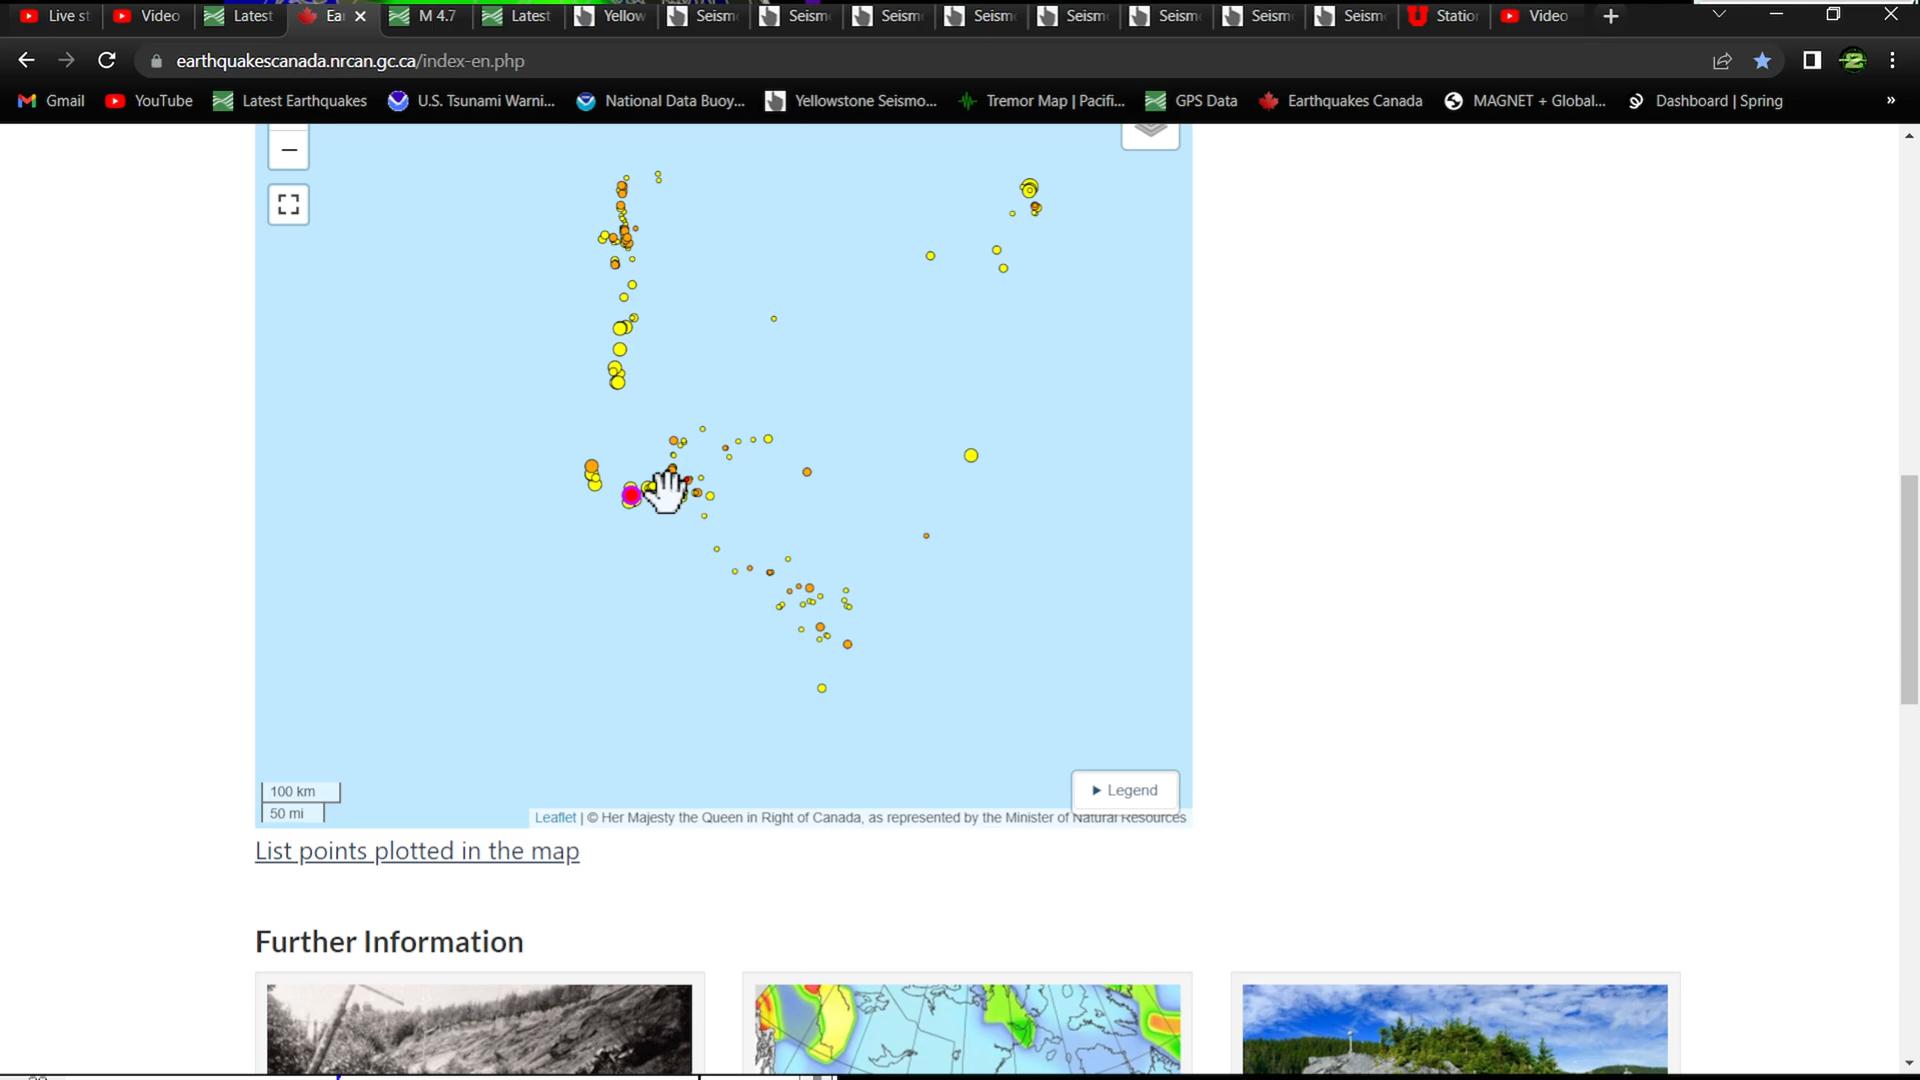 Live st
Video
Latest
Ea
M 4.7
Latest
Yellow
Seism
Seism
Seism
Seism
Seism
Seism
Seism
Seism
Station
Video
earthquakescanada.nrcan.gc.ca/index-en.php
Gmail
YouTube
Latest Earthquakes
U.S. Tsunami Warni...
National Data Buoy...
Yellowstone Seismo...
Tremor Map | Pacifi...
GPS Data
Earthquakes Canada
MAGNET + Global...
Dashboard | Spring
»
100 km
50 mi
Legend
Leaflet | © Her Majesty the Queen in Right of Canada, as represented by the Minister of Natural Resources
List points plotted in the map
Further Information